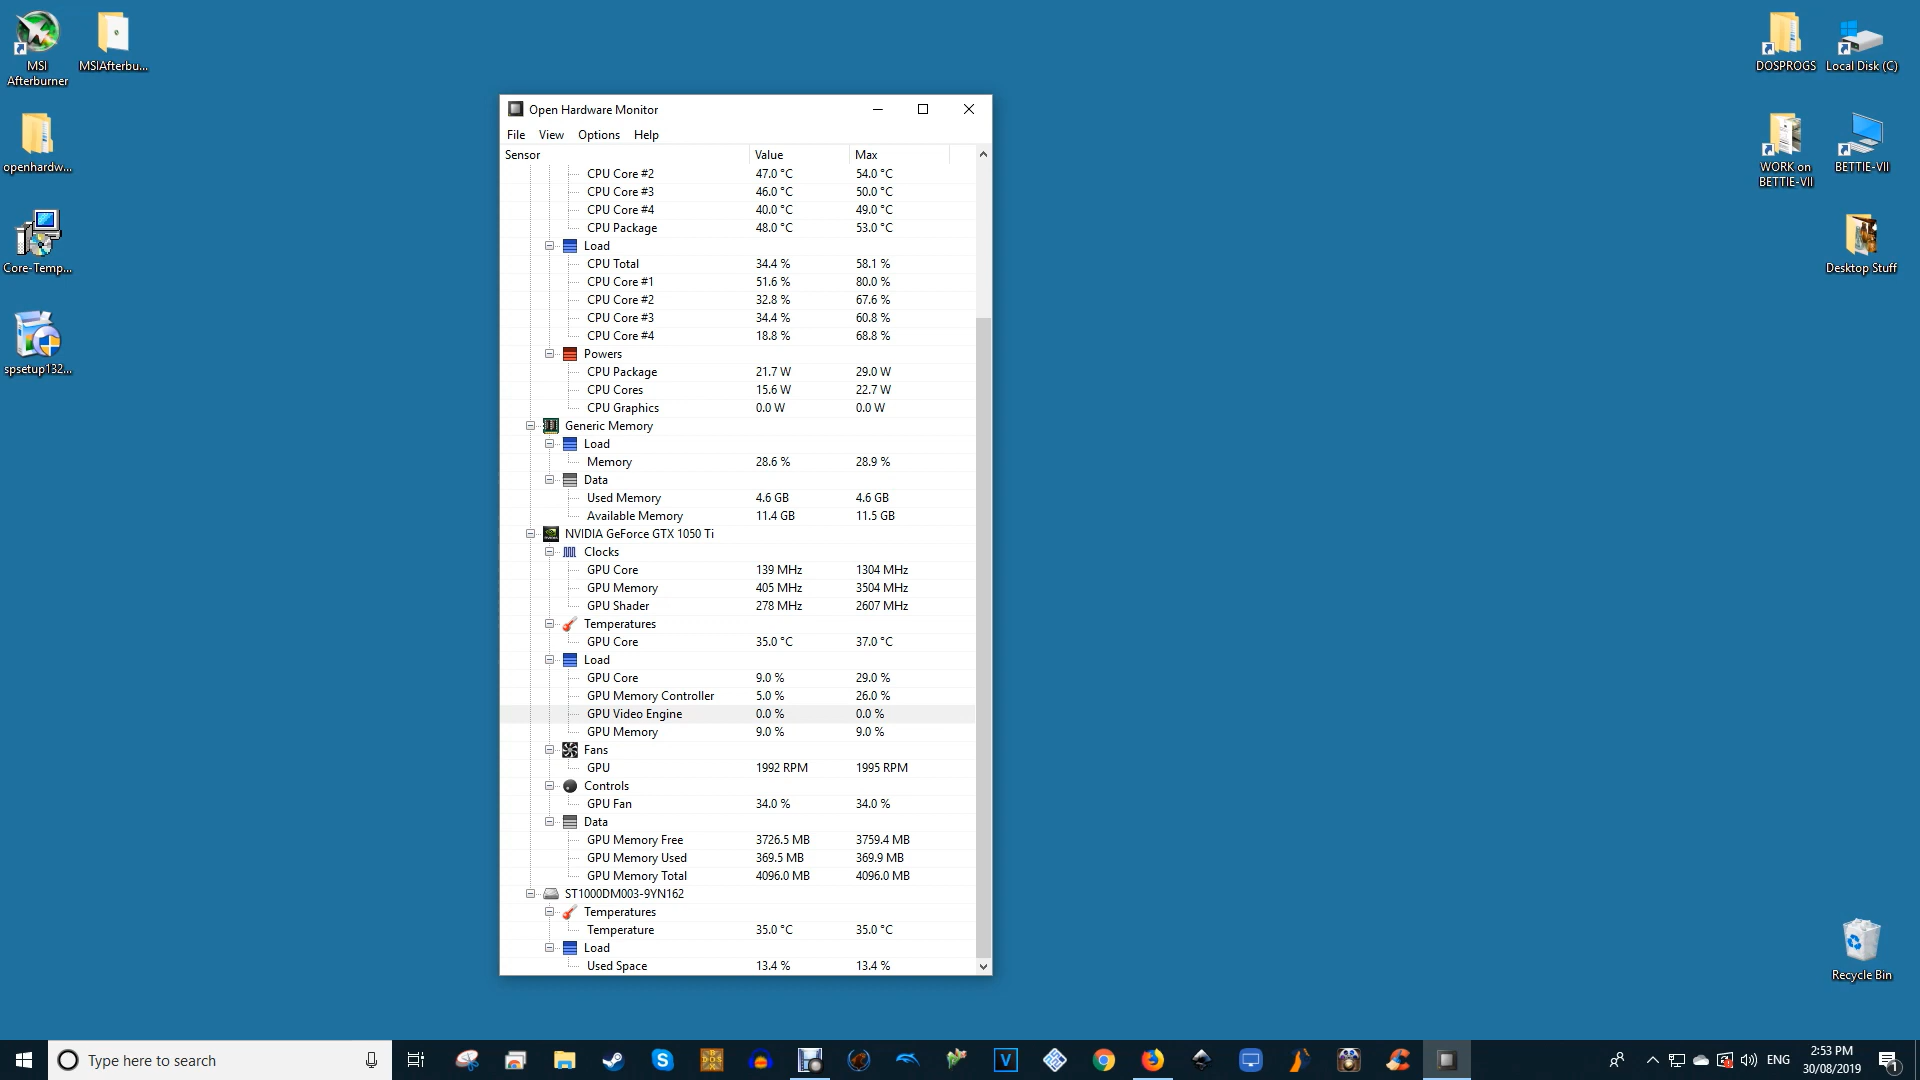 MSI
Afterburner
MSIAfterbu...
openhardw...
Core-Temp...
spsetup132...
Open Hardware Monitor
File View Options Help
Sensor Value Max
CPU Core #2 47.0 °C 54.0 °C
CPU Core #3 46.0 °C 50.0 °C
CPU Core #4 40.0 °C 49.0 °C
CPU Package 48.0 °C 53.0 °C
Load
CPU Total 34.4 % 58.1 %
CPU Core #1 51.6 % 80.0 %
CPU Core #2 32.8 % 67.6 %
CPU Core #3 34.4 % 60.8 %
CPU Core #4 18.8 % 68.8 %
Powers
CPU Package 21.7 W 29.0 W
CPU Cores 15.6 W 22.7 W
CPU Graphics 0.0 W 0.0 W
Generic Memory
Load
Memory 28.6 % 28.9 %
Data
Used Memory 4.6 GB 4.6 GB
Available Memory 11.4 GB 11.5 GB
NVIDIA GeForce GTX 1050 Ti
Clocks
GPU Core 139 MHz 1304 MHz
GPU Memory 405 MHz 3504 MHz
GPU Shader 278 MHz 2607 MHz
Temperatures
GPU Core 35.0 °C 37.0 °C
Load
GPU Core 9.0 % 29.0 %
GPU Memory Controller 5.0 % 26.0 %
GPU Video Engine 0.0 % 0.0 %
GPU Memory 9.0 % 9.0 %
Fans
GPU 1992 RPM 1995 RPM
Controls
GPU Fan 34.0 % 34.0 %
Data
GPU Memory Free 3726.5 MB 3759.4 MB
GPU Memory Used 369.5 MB 369.9 MB
GPU Memory Total 4096.0 MB 4096.0 MB
ST1000DM003-9YN162
Temperatures
Temperature 35.0 °C 35.0 °C
Load
Used Space 13.4 % 13.4 %
DOSPROGS
Local Disk (C)
WORK on
BETTIE-VII
BETTIE-VII
Desktop Stuff
Recycle Bin
Type here to search
DOS
V
ENG
2:53 PM
30/08/2019
1